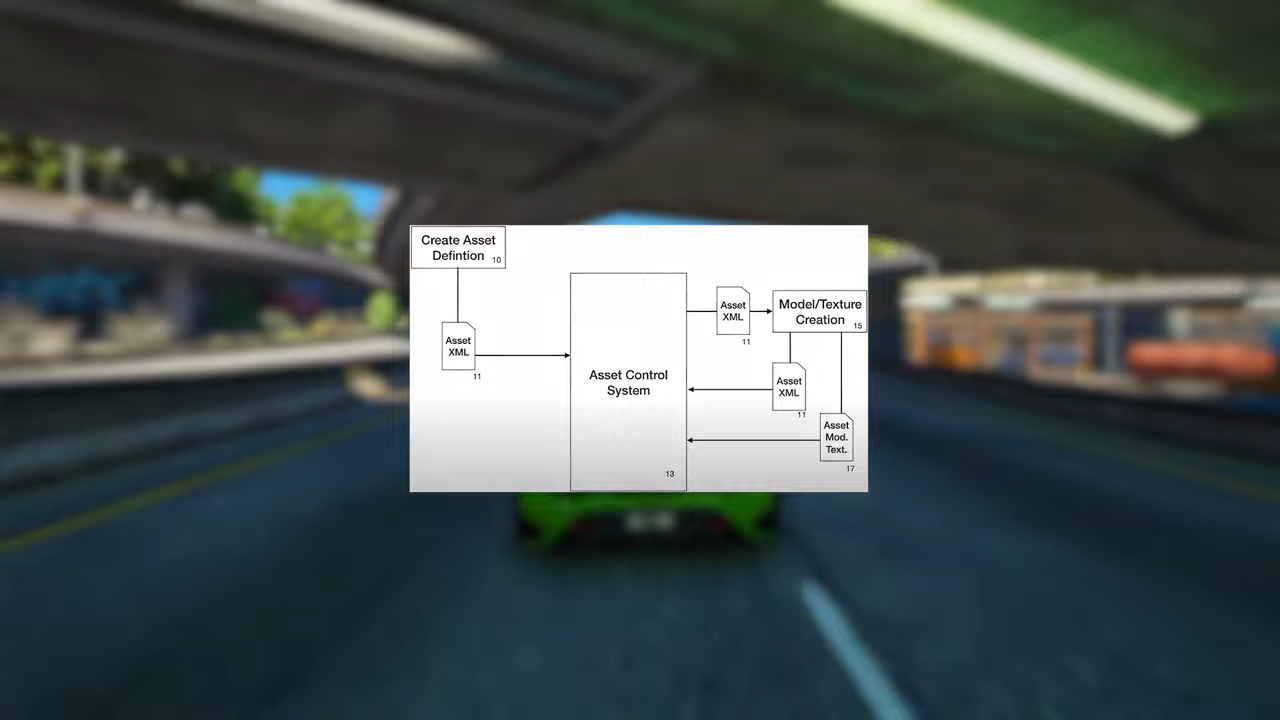 Create Asset
Defintion 10
Asset
XML
11
Asset Control
System
13
Asset
XML
11
Model/Texture
Creation 15
Asset
XML
11
Asset
Mod.
Text.
17